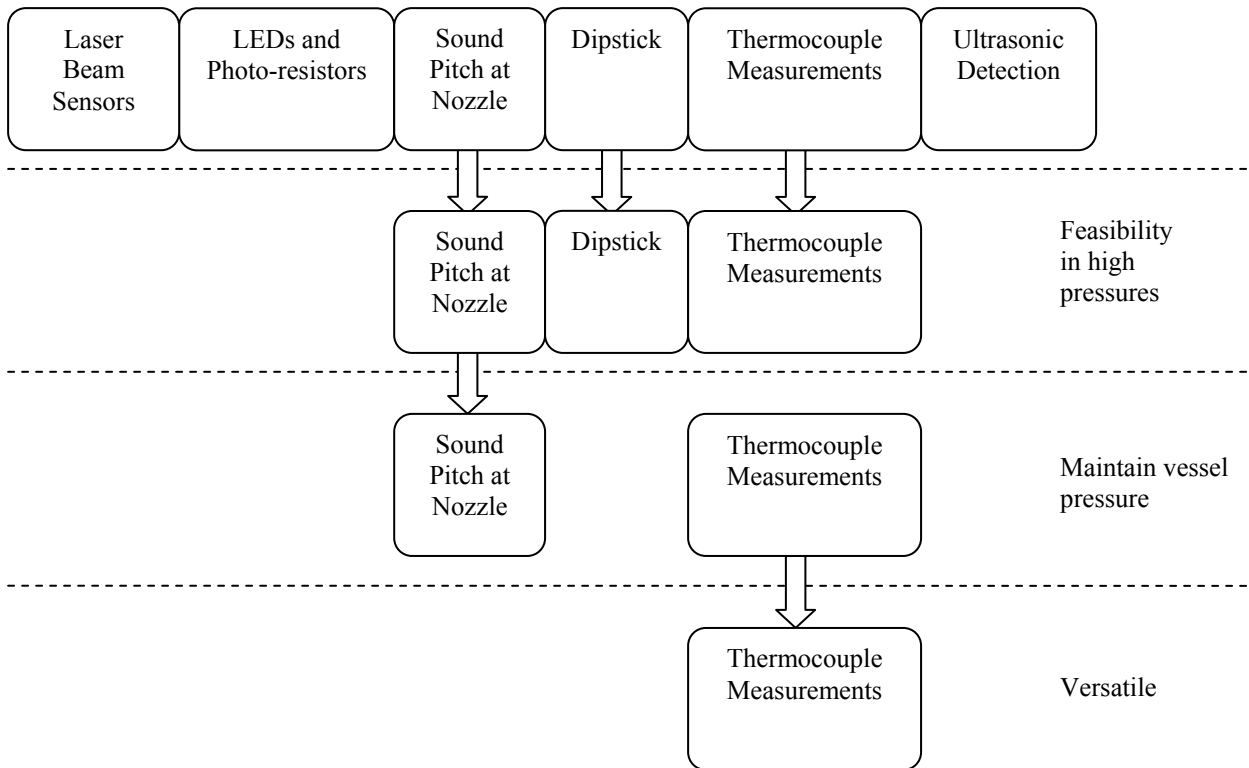 Laser
Beam
Sensors
LEDs and
Photo-resistors
Sound
Pitch at
Nozzle
Dipstick
Thermocouple
Measurements
Ultrasonic
Detection
Sound
Pitch at
Nozzle
Dipstick
Thermocouple
Measurements
Feasibility
in high
pressures
Sound
Pitch at
Nozzle
Thermocouple
Measurements
Maintain vessel
pressure
Thermocouple
Measurements
Versatile